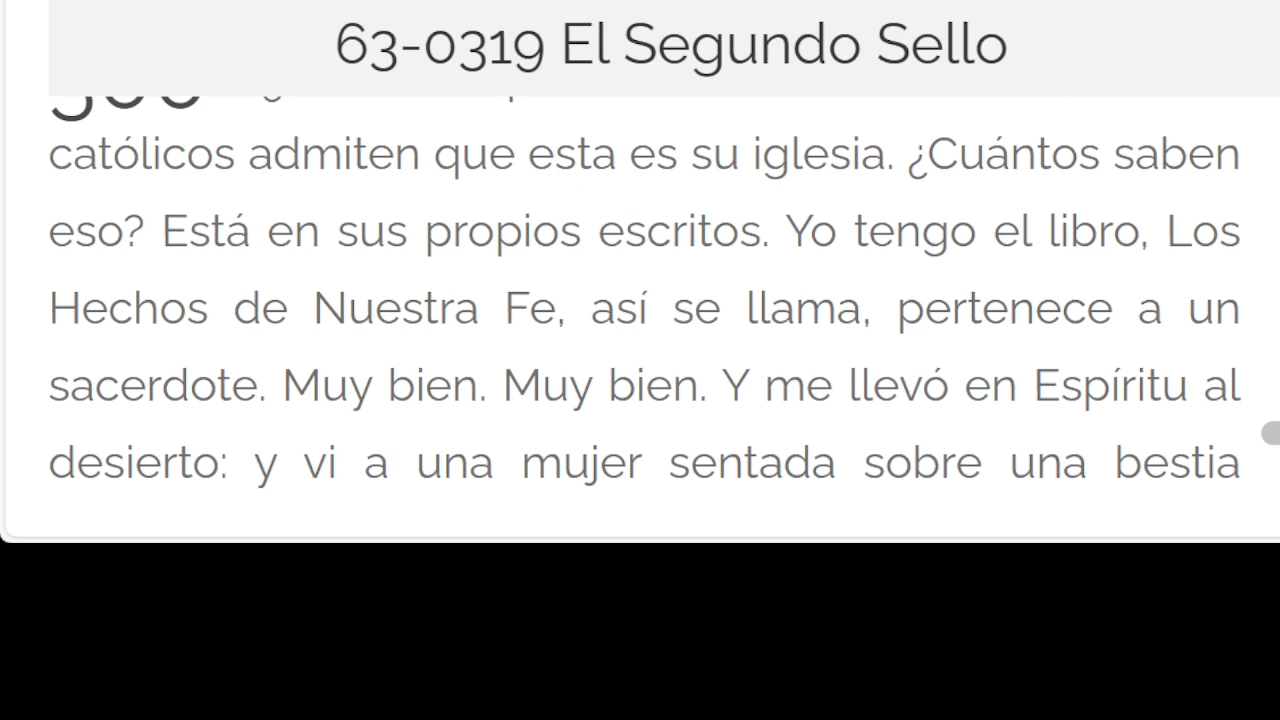 63-0319 El Segundo Sello
católicos admiten que esta es su iglesia. ¿Cuántos saben
eso? Está en sus propios escritos. Yo tengo el libro, Los
Hechos de Nuestra Fe, así se llama, pertenece a un
sacerdote. Muy bien. Muy bien. Y me llevó en Espíritu al
desierto: y vi a una mujer sentada sobre una bestia